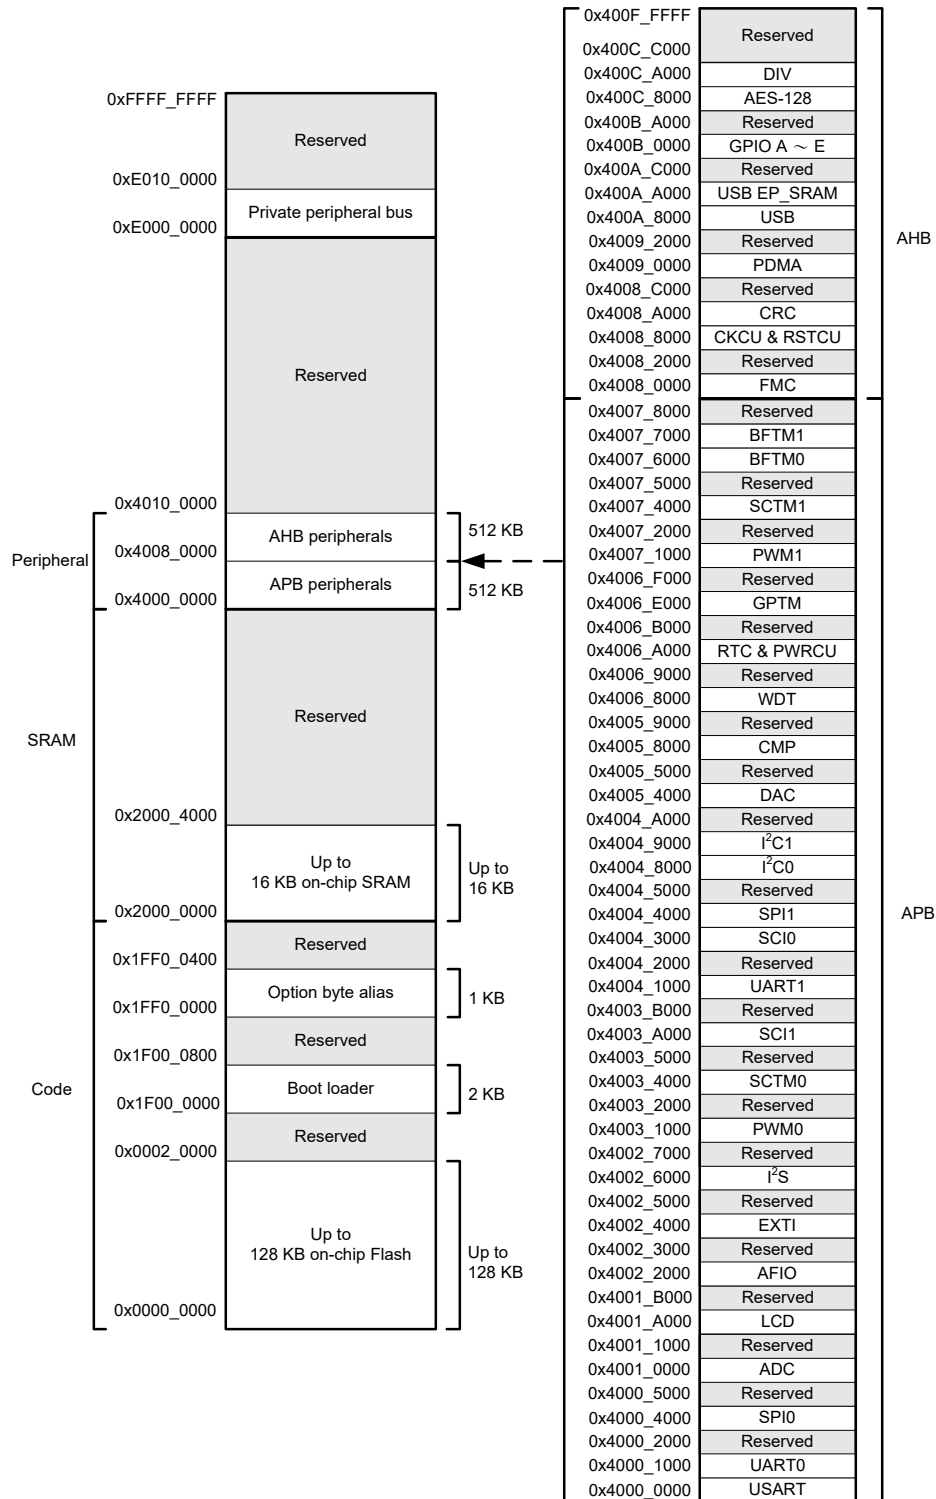 0xFFFF_FFFF
Reserved
0xE010_0000
Private peripheral bus
0xE000_0000
Reserved
0x4010_0000
AHB peripherals
512 KB
0x4008_0000
Peripheral
APB peripherals
512 KB
0x4000_0000
Reserved
SRAM
0x2000_4000
Up to
16 KB on-chip SRAM
Up to
16 KB
0x2000_0000
Reserved
0x1FF0_0400
Option byte alias
1 KB
0x1FF0_0000
Reserved
0x1F00_0800
Code
Boot loader
2 KB
0x1F00_0000
Reserved
0x0002_0000
Up to
128 KB on-chip Flash
Up to
128 KB
0x0000_0000
0x400F_FFFF
Reserved
0x400C_C000
0x400C_A000 DIV
0x400C_8000 AES-128
0x400B_A000 Reserved
0x400B_0000 GPIO A ~ E
0x400A_C000 Reserved
0x400A_A000 USB EP_SRAM
0x400A_8000 USB
0x4009_2000 Reserved
AHB
0x4009_0000 PDMA
0x4008_C000 Reserved
0x4008_A000 CRC
0x4008_8000 CKCU & RSTCU
0x4008_2000 Reserved
0x4008_0000 FMC
0x4007_8000 Reserved
0x4007_7000 BFTM1
0x4007_6000 BFTM0
0x4007_5000 Reserved
0x4007_4000 SCTM1
0x4007_2000 Reserved
0x4007_1000 PWM1
0x4006_F000 Reserved
0x4006_E000 GPTM
0x4006_B000 Reserved
0x4006_A000 RTC & PWRCU
0x4006_9000 Reserved
0x4006_8000 WDT
0x4005_9000 Reserved
0x4005_8000 CMP
0x4005_5000 Reserved
0x4005_4000 DAC
0x4004_A000 Reserved
0x4004_9000 I²C1
0x4004_8000 I²C0
0x4004_5000 Reserved
0x4004_4000 SPI1
APB
0x4004_3000 SCI0
0x4004_2000 Reserved
0x4004_1000 UART1
0x4003_B000 Reserved
0x4003_A000 SCI1
0x4003_5000 Reserved
0x4003_4000 SCTM0
0x4003_2000 Reserved
0x4003_1000 PWM0
0x4002_7000 Reserved
0x4002_6000 I²S
0x4002_5000 Reserved
0x4002_4000 EXTI
0x4002_3000 Reserved
0x4002_2000 AFIO
0x4001_B000 Reserved
0x4001_A000 LCD
0x4001_1000 Reserved
0x4001_0000 ADC
0x4000_5000 Reserved
0x4000_4000 SPI0
0x4000_2000 Reserved
0x4000_1000 UART0
0x4000_0000 USART